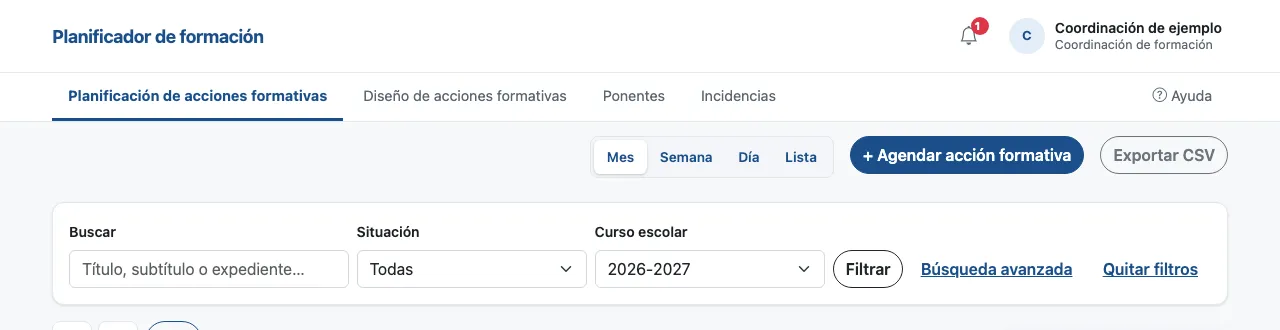 Planificador de formación
1
C
Coordinación de ejemplo
Coordinación de formación
Planificación de acciones formativas
Diseño de acciones formativas
Ponentes
Incidencias
? Ayuda
Mes
Semana
Día
Lista
+ Agendar acción formativa
Exportar CSV
Buscar
Situación
Curso escolar
Título, subtítulo o expediente...
Todas
2026-2027
Filtrar
Búsqueda avanzada
Quitar filtros